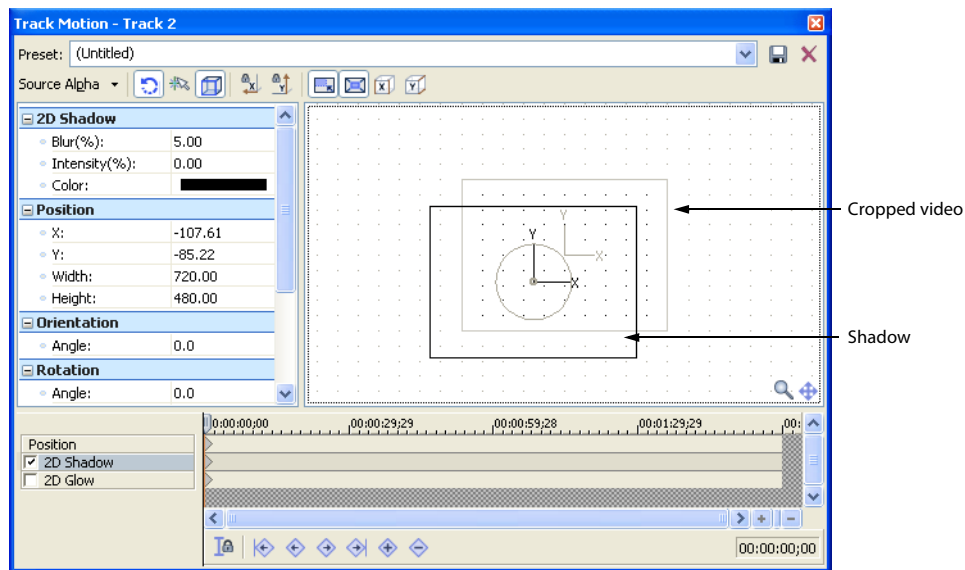 Track Motion - Track 2
Preset: (Untitled)
Source Alpha
2D Shadow
Blur(%): 5.00
Intensity(%): 0.00
Color:
Position
X: -107.61
Y: -85.22
Width: 720.00
Height: 480.00
Orientation
Angle: 0.0
Rotation
Angle: 0.0
Y
X
Y
X
Cropped video
Shadow
0:00:00;00 00:00:29;29 00:00:59;28 00:01:29;29 00:
Position
2D Shadow
2D Glow
00:00:00;00